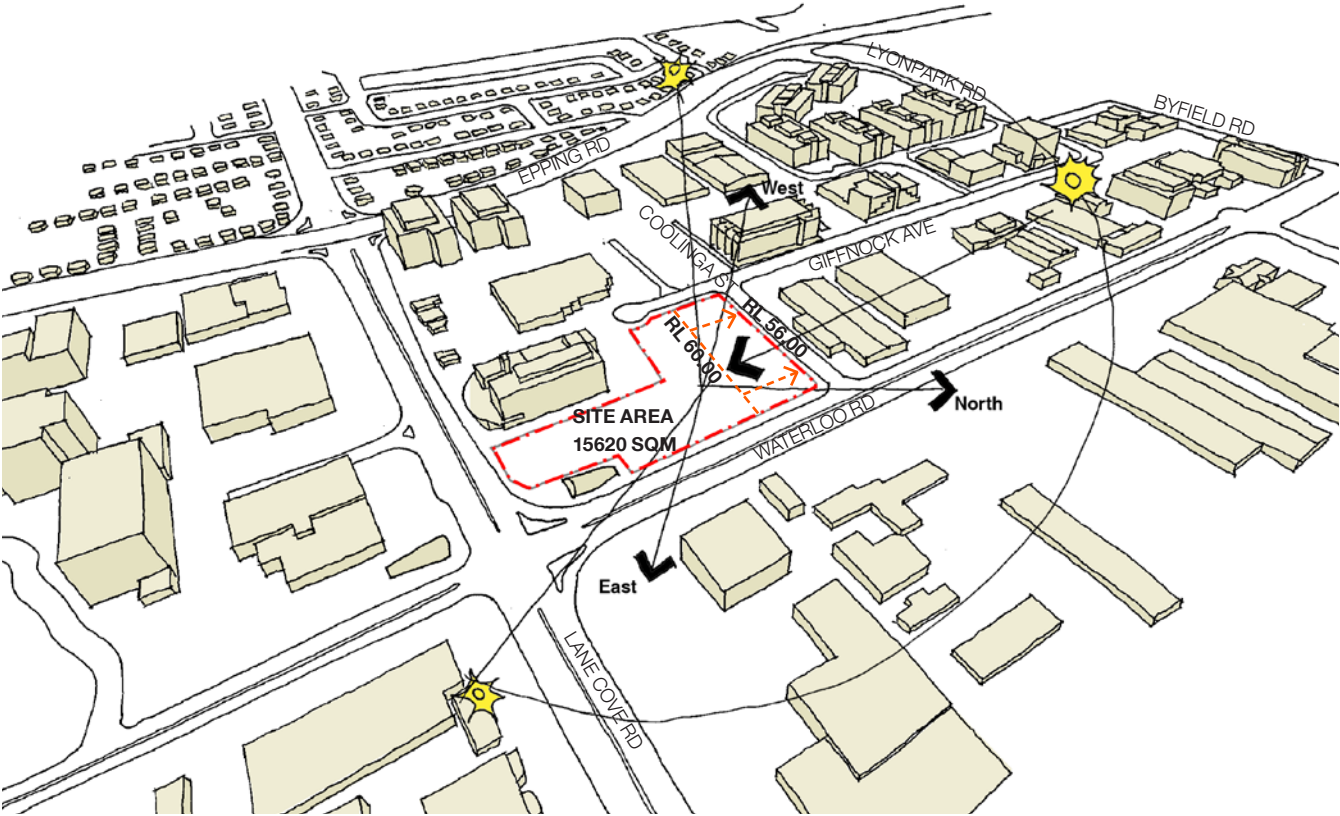 LYONPARK RD
BYFIELD RD
EPPING RD
West
COOLINGA ST
GIFFNOCK AVE
RL 56.00
RL 60.00
North
SITE AREA
15620 SQM
WATERLOO RD
East
LANE COVE RD